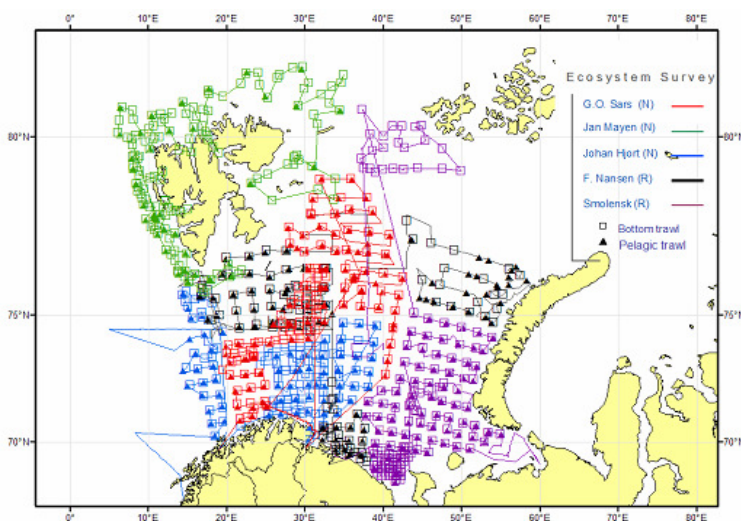 0° 10°E 20°E 30°E 40°E 50°E 60°E 70°E 80°E
Ecosystem Survey
G.O. Sars (N)
Jan Mayen (N)
Johan Hjort (N)
F. Nansen (R)
Smolensk (R)
Bottom trawl
Pelagic trawl
80°N 80°N
75°N 75°N
70°N 70°N
0° 10°E 20°E 30°E 40°E 50°E 60°E 70°E 80°E